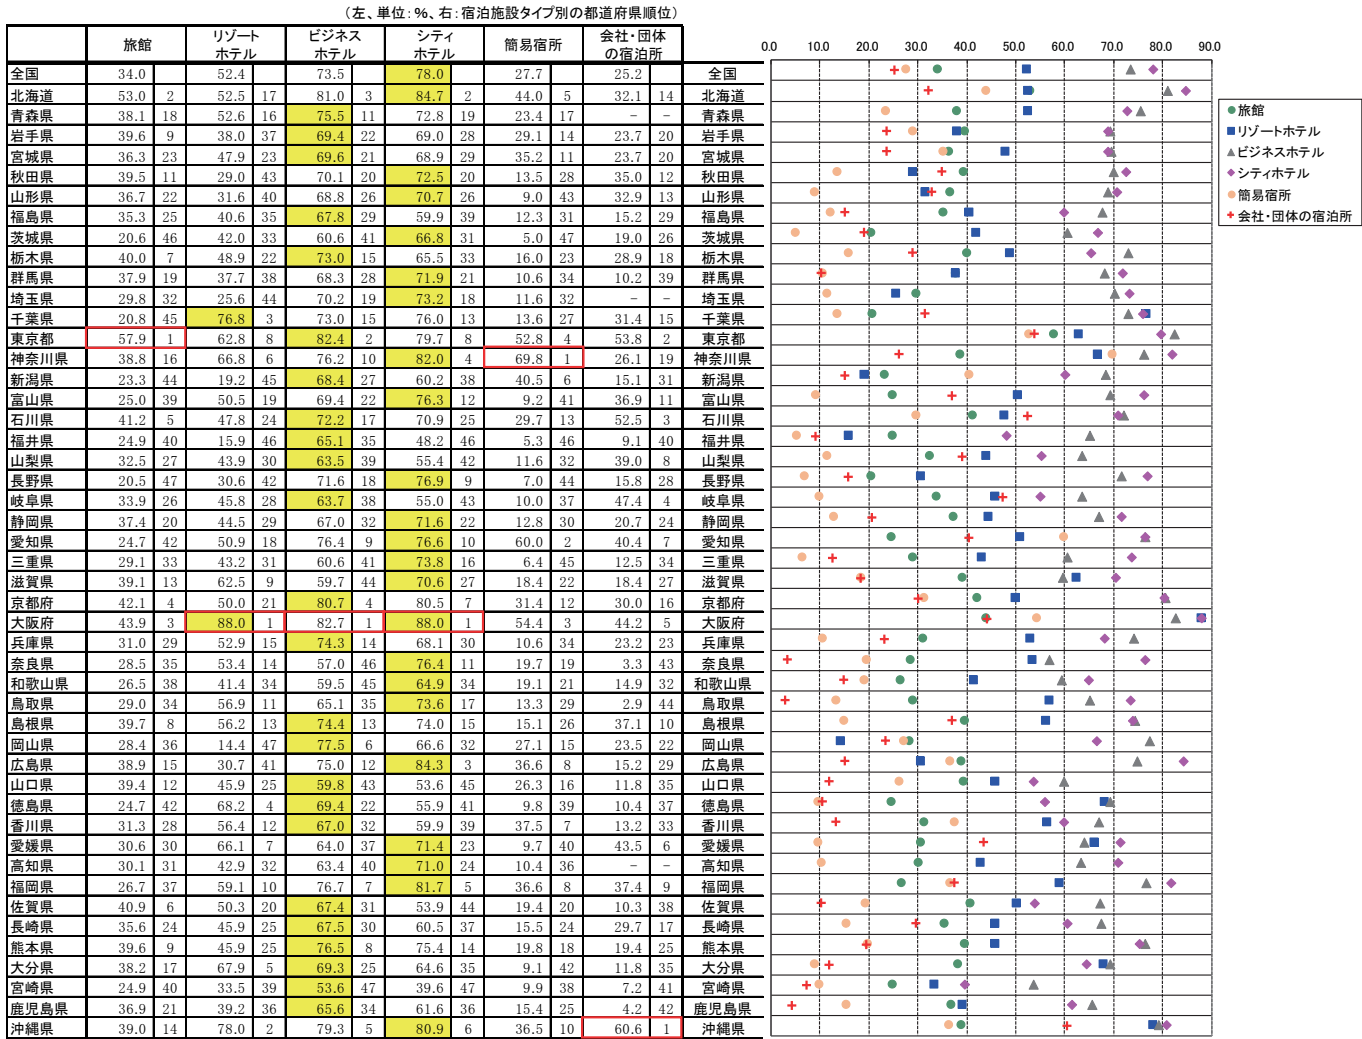 （左、単位：％、右：宿泊施設タイプ別の都道府県順位）
旅館 リゾートホテル ビジネスホテル シティホテル 簡易宿所 会社・団体の宿泊所
0.0 10.0 20.0 30.0 40.0 50.0 60.0 70.0 80.0 90.0
全国 34.0 52.4 73.5 78.0 27.7 25.2 全国
北海道 53.0 2 52.5 17 81.0 3 84.7 2 44.0 5 32.1 14 北海道
青森県 38.1 18 52.6 16 75.5 11 72.8 19 23.4 17 － － 青森県
岩手県 39.6 9 38.0 37 69.4 22 69.0 28 29.1 14 23.7 20 岩手県
宮城県 36.3 23 47.9 23 69.6 21 68.9 29 35.2 11 23.7 20 宮城県
秋田県 39.5 11 29.0 43 70.1 20 72.5 20 13.5 28 35.0 12 秋田県
山形県 36.7 22 31.6 40 68.8 26 70.7 26 9.0 43 32.9 13 山形県
福島県 35.3 25 40.6 35 67.8 29 59.9 39 12.3 31 15.2 29 福島県
茨城県 20.6 46 42.0 33 60.6 41 66.8 31 5.0 47 19.0 26 茨城県
栃木県 40.0 7 48.9 22 73.0 15 65.5 33 16.0 23 28.9 18 栃木県
群馬県 37.9 19 37.7 38 68.3 28 71.9 21 10.6 34 10.2 39 群馬県
埼玉県 29.8 32 25.6 44 70.2 19 73.2 18 11.6 32 － － 埼玉県
千葉県 20.8 45 76.8 3 73.0 15 76.0 13 13.6 27 31.4 15 千葉県
東京都 57.9 1 62.8 8 82.4 2 79.7 8 52.8 4 53.8 2 東京都
神奈川県 38.8 16 66.8 6 76.2 10 82.0 4 69.8 1 26.1 19 神奈川県
新潟県 23.3 44 19.2 45 68.4 27 60.2 38 40.5 6 15.1 31 新潟県
富山県 25.0 39 50.5 19 69.4 22 76.3 12 9.2 41 36.9 11 富山県
石川県 41.2 5 47.8 24 72.2 17 70.9 25 29.7 13 52.5 3 石川県
福井県 24.9 40 15.9 46 65.1 35 48.2 46 5.3 46 9.1 40 福井県
山梨県 32.5 27 43.9 30 63.5 39 55.4 42 11.6 32 39.0 8 山梨県
長野県 20.5 47 30.6 42 71.6 18 76.9 9 7.0 44 15.8 28 長野県
岐阜県 33.9 26 45.8 28 63.7 38 55.0 43 10.0 37 47.4 4 岐阜県
静岡県 37.4 20 44.5 29 67.0 32 71.6 22 12.8 30 20.7 24 静岡県
愛知県 24.7 42 50.9 18 76.4 9 76.6 10 60.0 2 40.4 7 愛知県
三重県 29.1 33 43.2 31 60.6 41 73.8 16 6.4 45 12.5 34 三重県
滋賀県 39.1 13 62.5 9 59.7 44 70.6 27 18.4 22 18.4 27 滋賀県
京都府 42.1 4 50.0 21 80.7 4 80.5 7 31.4 12 30.0 16 京都府
大阪府 43.9 3 88.0 1 82.7 1 88.0 1 54.4 3 44.2 5 大阪府
兵庫県 31.0 29 52.9 15 74.3 14 68.1 30 10.6 34 23.2 23 兵庫県
奈良県 28.5 35 53.4 14 57.0 46 76.4 11 19.7 19 3.3 43 奈良県
和歌山県 26.5 38 41.4 34 59.5 45 64.9 34 19.1 21 14.9 32 和歌山県
鳥取県 29.0 34 56.9 11 65.1 35 73.6 17 13.3 29 2.9 44 鳥取県
島根県 39.7 8 56.2 13 74.4 13 74.0 15 15.1 26 37.1 10 島根県
岡山県 28.4 36 14.4 47 77.5 6 66.6 32 27.1 15 23.5 22 岡山県
広島県 38.9 15 30.7 41 75.0 12 84.3 3 36.6 8 15.2 29 広島県
山口県 39.4 12 45.9 25 59.8 43 53.6 45 26.3 16 11.8 35 山口県
徳島県 24.7 42 68.2 4 69.4 22 55.9 41 9.8 39 10.4 37 徳島県
香川県 31.3 28 56.4 12 67.0 32 59.9 39 37.5 7 13.2 33 香川県
愛媛県 30.6 30 66.1 7 64.0 37 71.4 23 9.7 40 43.5 6 愛媛県
高知県 30.1 31 42.9 32 63.4 40 71.0 24 10.4 36 － － 高知県
福岡県 26.7 37 59.1 10 76.7 7 81.7 5 36.6 8 37.4 9 福岡県
佐賀県 40.9 6 50.3 20 67.4 31 53.9 44 19.4 20 10.3 38 佐賀県
長崎県 35.6 24 45.9 25 67.5 30 60.5 37 15.5 24 29.7 17 長崎県
熊本県 39.6 9 45.9 25 76.5 8 75.4 14 19.8 18 19.4 25 熊本県
大分県 38.2 17 67.9 5 69.3 25 64.6 35 9.1 42 11.8 35 大分県
宮崎県 24.9 40 33.5 39 53.6 47 39.6 47 9.9 38 7.2 41 宮崎県
鹿児島県 36.9 21 39.2 36 65.6 34 61.6 36 15.4 25 4.2 42 鹿児島県
沖縄県 39.0 14 78.0 2 79.3 5 80.9 6 36.5 10 60.6 1 沖縄県
旅館
リゾートホテル
ビジネスホテル
シティホテル
簡易宿所
会社・団体の宿泊所